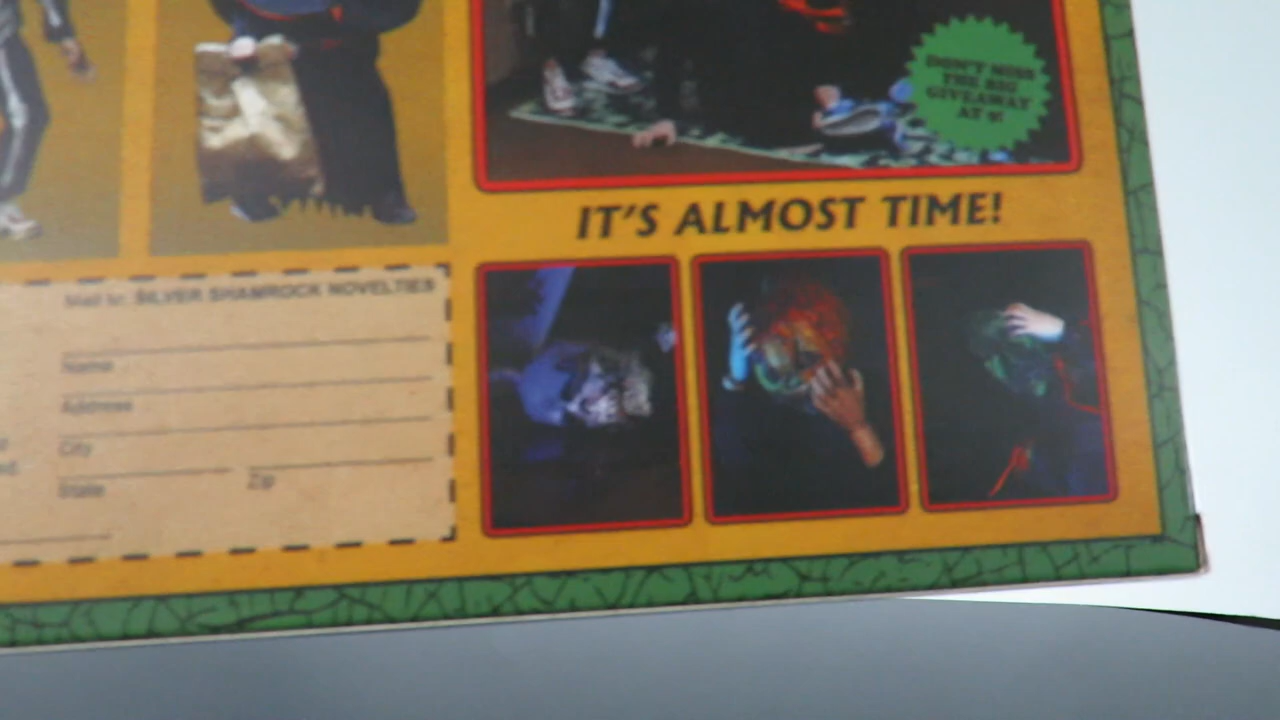 DON'T MISS
THE BIG
GIVEAWAY
AT 9!
IT'S ALMOST TIME!
Mail to: SILVER SHAMROCK NOVELTIES
Name
Address
City
State Zip